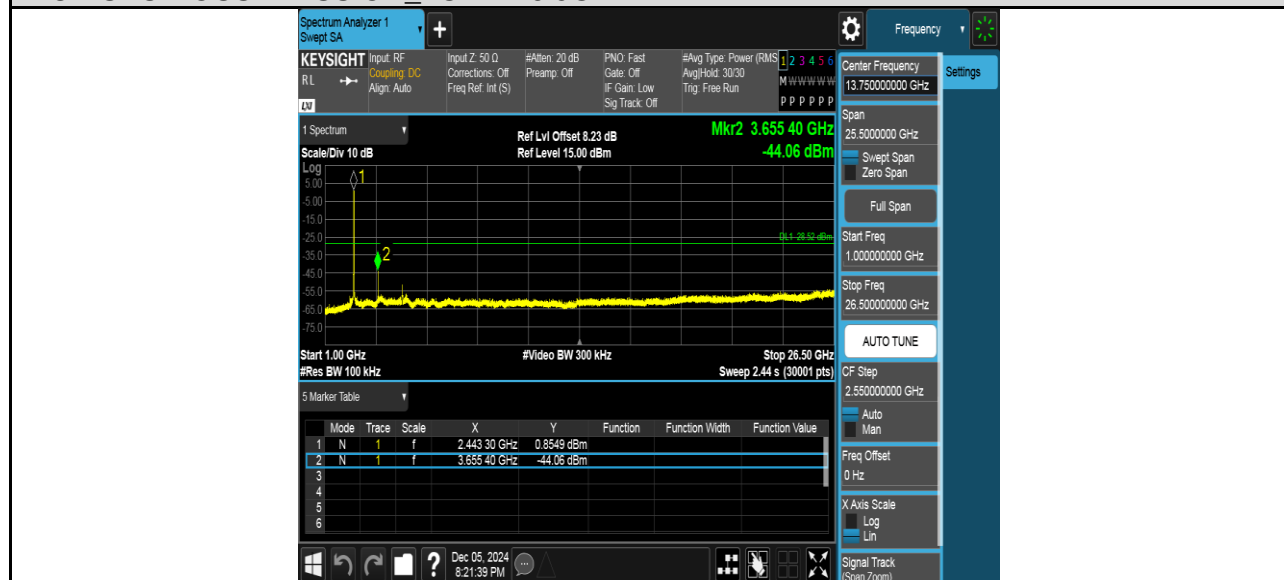 Spectrum Analyzer 1
Swept SA
+
Frequency
KEYSIGHT
RL
LXI
Input: RF
Coupling: DC
Align: Auto
Input Z: 50 Ω
Corrections: Off
Freq Ref: Int (S)
#Atten: 20 dB
Preamp: Off
PNO: Fast
Gate: Off
IF Gain: Low
Sig Track: Off
#Avg Type: Power (RMS
Avg|Hold: 30/30
Trig: Free Run
1 2 3 4 5 6
M W W W W W
P P P P P P
1 Spectrum
Scale/Div 10 dB
Ref Lvl Offset 8.23 dB
Ref Level 15.00 dBm
Mkr2 3.655 40 GHz
-44.06 dBm
Log
5.00
-5.00
-15.0
-25.0
-35.0
-45.0
-55.0
-65.0
-75.0
1
2
DL1 -28.52 dBm
Start 1.00 GHz
#Video BW 300 kHz
Stop 26.50 GHz
#Res BW 100 kHz
Sweep 2.44 s (30001 pts)
5 Marker Table
Mode Trace Scale X Y Function Function Width Function Value
1 N 1 f 2.443 30 GHz 0.8549 dBm
2 N 1 f 3.655 40 GHz -44.06 dBm
3
4
5
6
?
Dec 05, 2024
8:21:39 PM
Center Frequency
13.750000000 GHz
Settings
Span
25.5000000 GHz
Swept Span
Zero Span
Full Span
Start Freq
1.000000000 GHz
Stop Freq
26.500000000 GHz
AUTO TUNE
CF Step
2.550000000 GHz
Auto
Man
Freq Offset
0 Hz
X Axis Scale
Log
Lin
Signal Track
(Span Zoom)